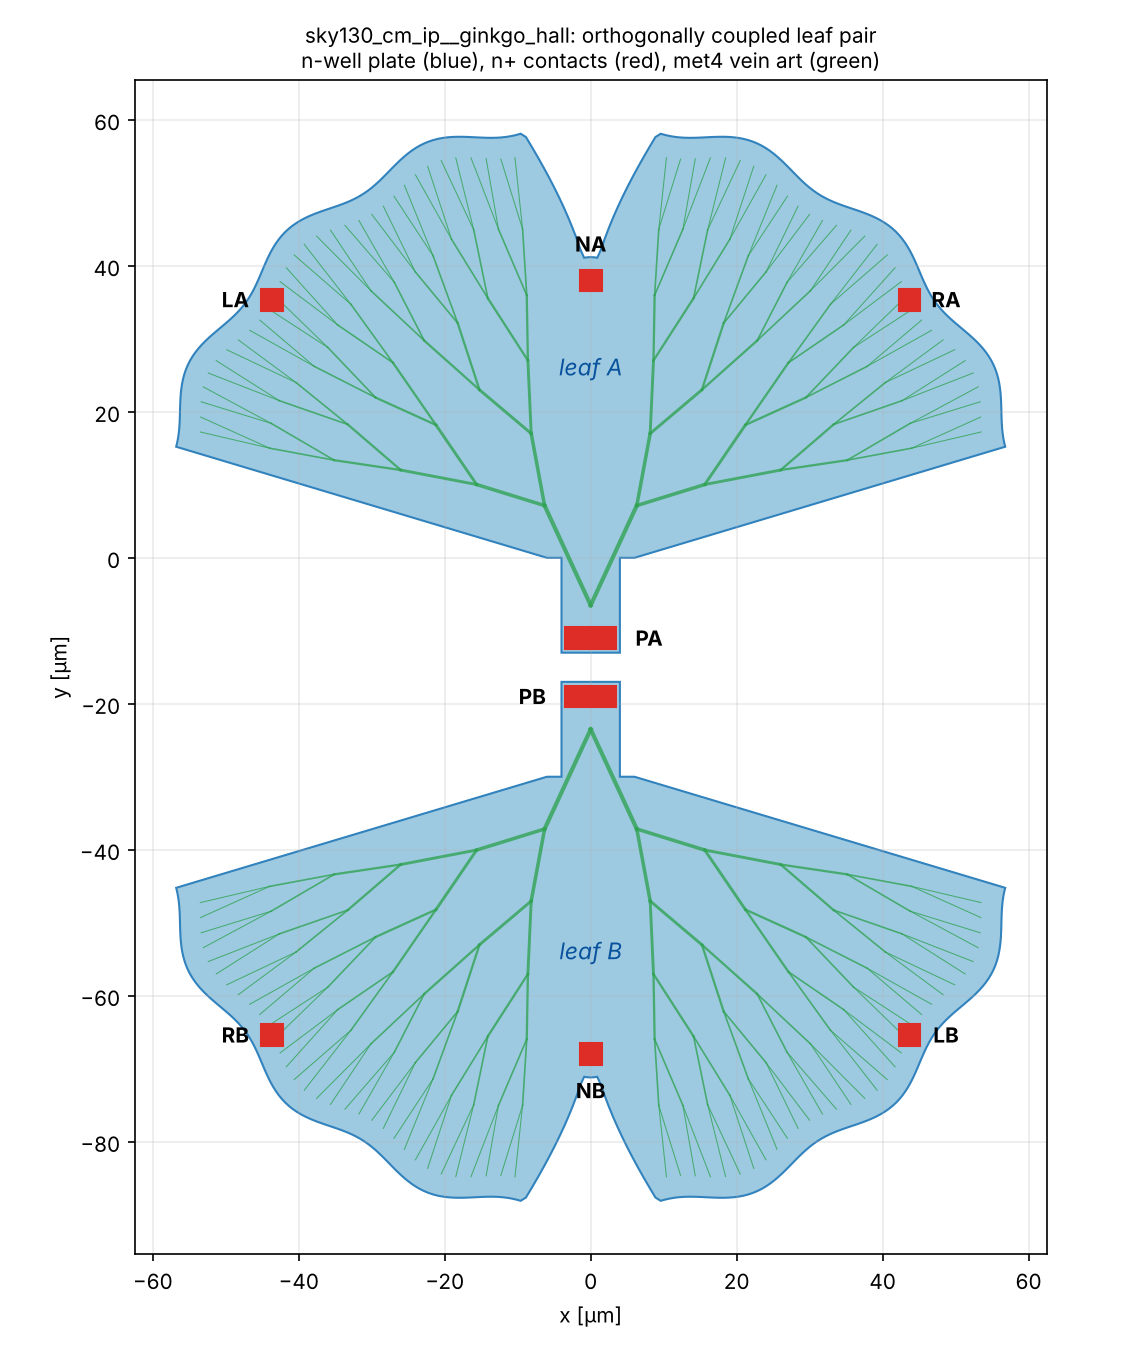 sky130_cm_ip__ginkgo_hall: orthogonally coupled leaf pair
n-well plate (blue), n+ contacts (red), met4 vein art (green)
60
NA
40
LA
RA
leaf A
20
0
PA
y [µm]
PB
−20
−40
leaf B
−60
RB
LB
NB
−80
−60
−40
−20
0
20
40
60
x [µm]